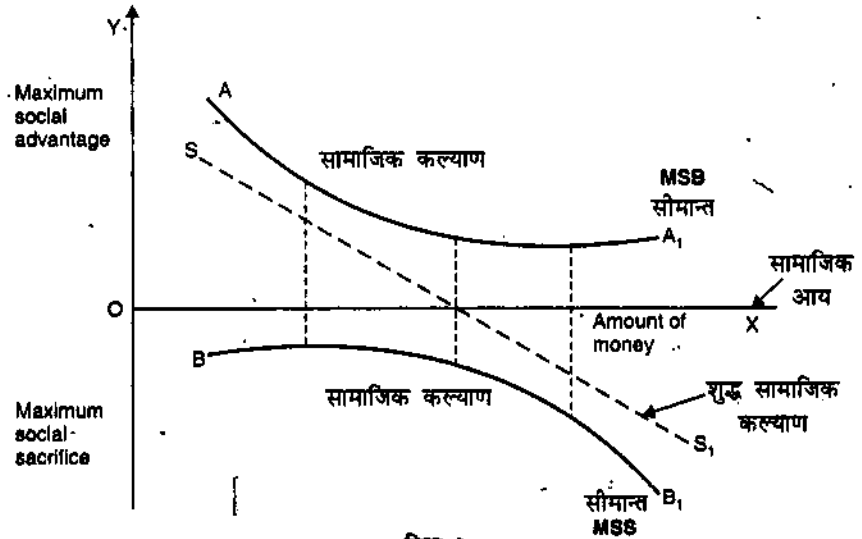 Y
Maximum
social
advantage
A
S
सामाजिक कल्याण
MSB
सीमान्त
A₁
सामाजिक
आय
O
X
Amount of
money
B
सामाजिक कल्याण
शुद्ध सामाजिक
कल्याण
Maximum
social
sacrifice
S₁
B₁
सीमान्त
MSS